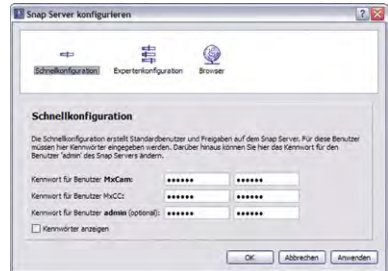 Snap Server konfigurieren
Schnellkonfiguration
Expertenkonfiguration
Browser
Schnellkonfiguration
Die Schnellkonfiguration erstellt Standardbenutzer und Freigaben auf dem Snap Server. Für diese Benutzer
müssen hier Kennwörter eingegeben werden. Darüber hinaus können Sie hier das Kennwort für den
Benutzer 'admin' des Snap Servers ändern.
Kennwort für Benutzer MxCam: •••••• ••••••
Kennwort für Benutzer MxCC: •••••• ••••••
Kennwort für Benutzer admin (optional): •••••• ••••••
Kennwörter anzeigen
OK Abbrechen Anwenden